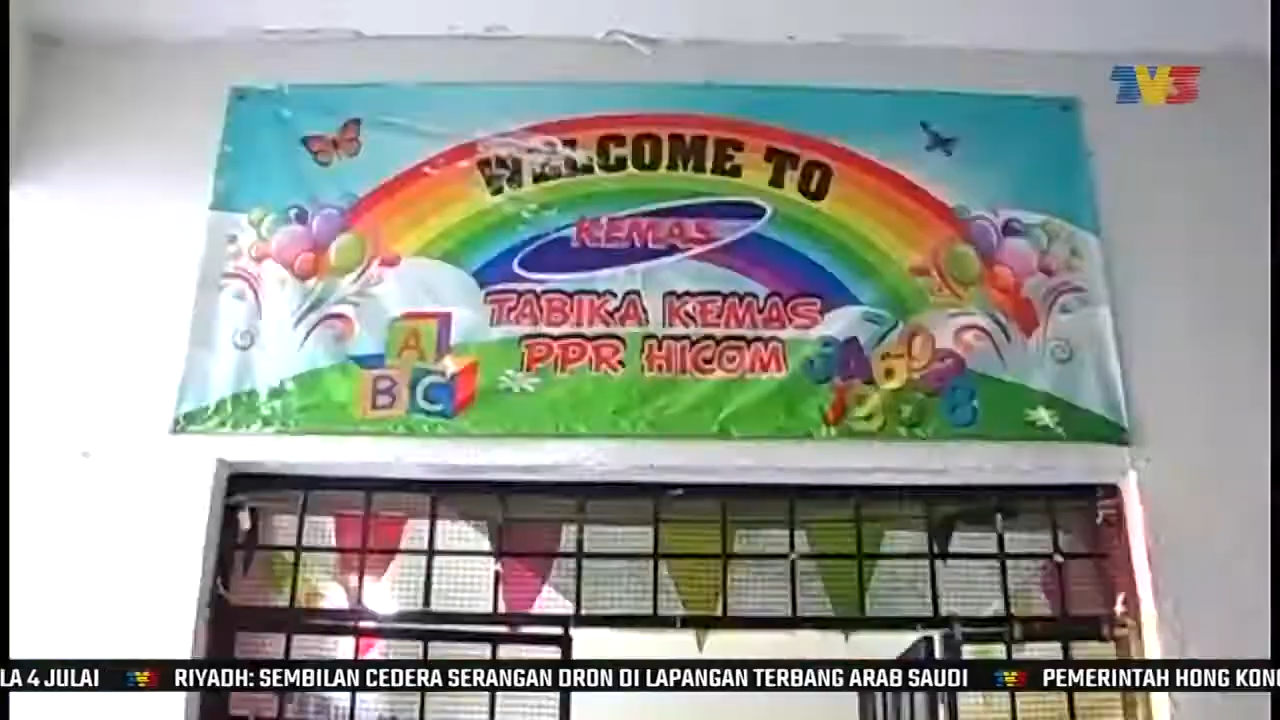 TV3
WELCOME TO
KEMAS
TABIKA KEMAS
PPR HICOM
A
B C
LA 4 JULAI
RIYADH: SEMBILAN CEDERA SERANGAN DRON DI LAPANGAN TERBANG ARAB SAUDI
PEMERINTAH HONG KON